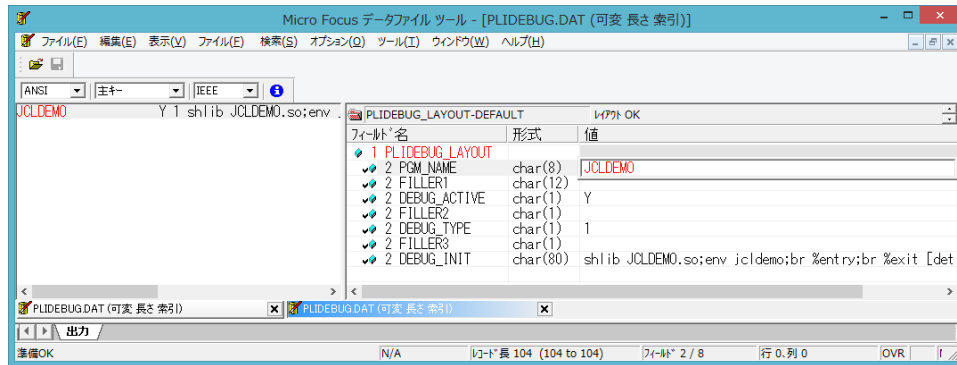 Micro Focus データファイル ツール - [PLIDEBUG.DAT (可変 長さ 索引)]
ファイル(F) 編集(E) 表示(V) ファイル(F) 検索(S) オプション(O) ツール(T) ウィンドウ(W) ヘルプ(H)
ANSI 主キー IEEE
JCLDEMO Y 1 shlib JCLDEMO.so;env .
PLIDEBUG_LAYOUT-DEFAULT レイアウト OK
フィールド名 形式 値
1 PLIDEBUG_LAYOUT
2 PGM_NAME char(8) JCLDEMO
2 FILLER1 char(12)
2 DEBUG_ACTIVE char(1) Y
2 FILLER2 char(1)
2 DEBUG_TYPE char(1) 1
2 FILLER3 char(1)
2 DEBUG_INIT char(80) shlib JCLDEMO.so;env jcldemo;br %entry;br %exit [det
PLIDEBUG.DAT (可変 長さ 索引) PLIDEBUG.DAT (可変 長さ 索引)
出力
準備OK N/A レコード長 104 (104 to 104) フィールド 2 / 8 行 0.列 0 OVR